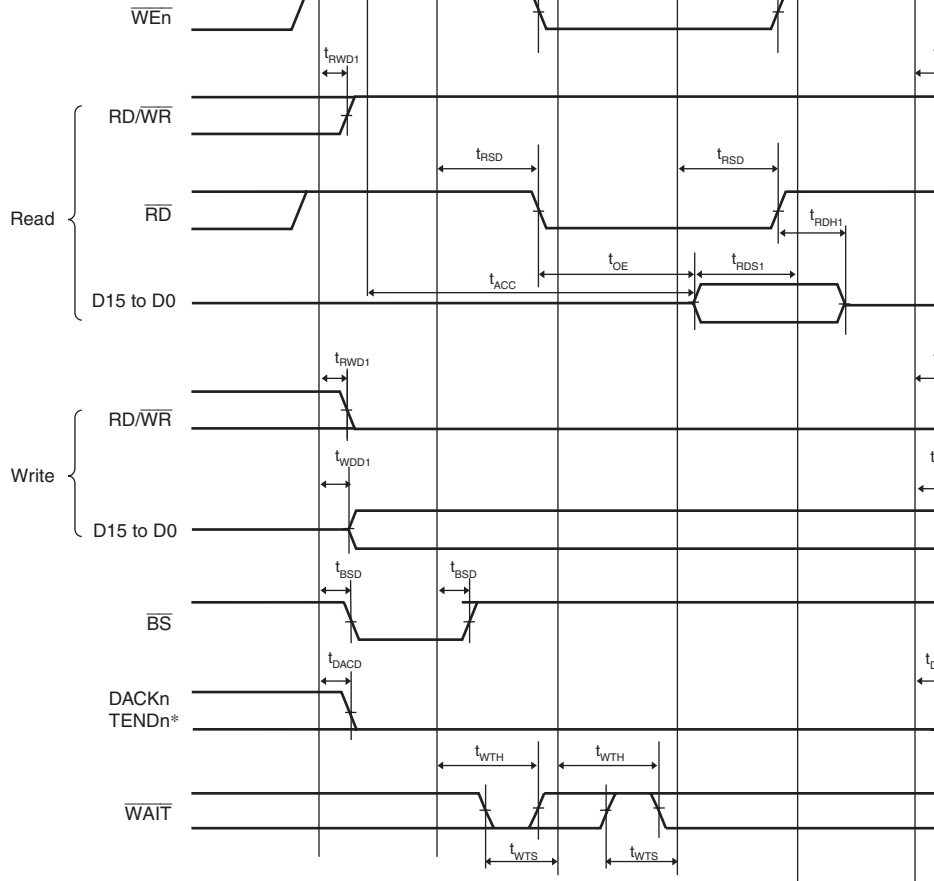 WEn
tRWD1
RD/WR
tRSD tRSD
Read
RD
tRDH1
tOE tRDS1
tACC
D15 to D0
tRWD1
RD/WR
tWDD1
Write
D15 to D0
tBSD tBSD
BS
tDACD
DACKn
TENDn*
tWTH tWTH
WAIT
tWTS tWTS